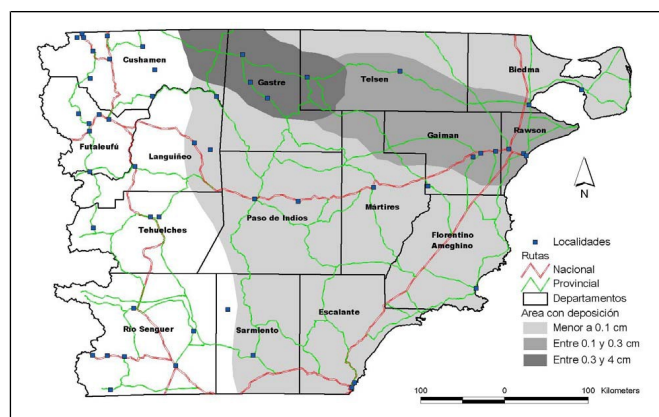 Cushamen
Gastre
Telsen
Biedma
Gaiman
Rawson
Futaleufú
Languiñeo
Paso de Indios
Mártires
Tehuelches
Florentino
Ameghino
Escalante
Río Senguer
Sarmiento
N
Localidades
Rutas
Nacional
Provincial
Departamentos
Area con deposición
Menor a 0.1 cm
Entre 0.1 y 0.3 cm
Entre 0.3 y 4 cm
100 0 100 Kilometers